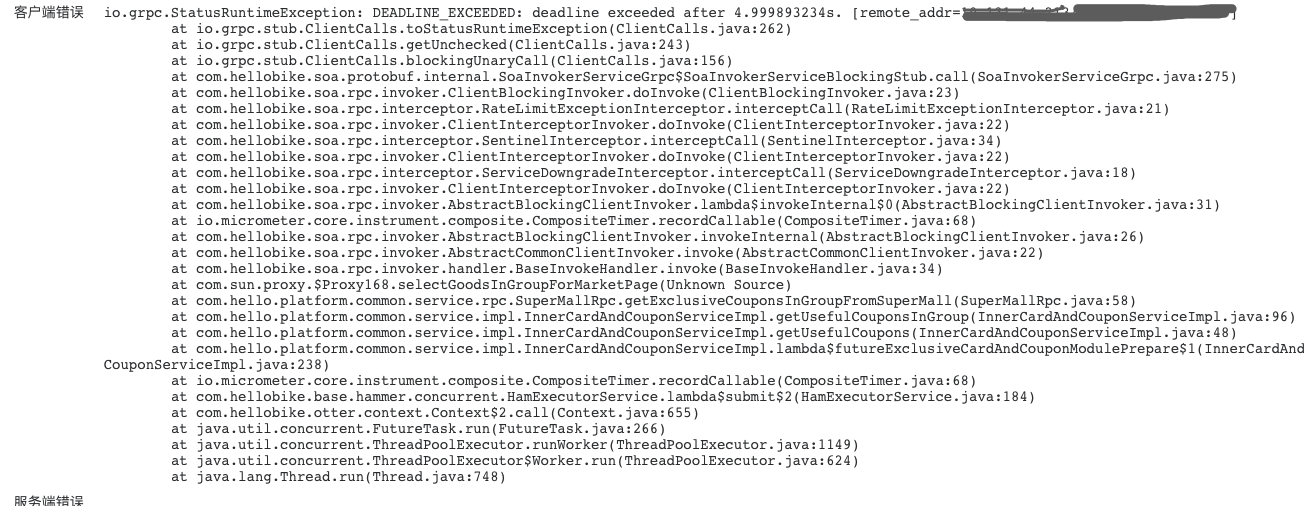 客户端错误 io.grpc.StatusRuntimeException: DEADLINE_EXCEEDED: deadline exceeded after 4.999893234s. [remote_addr=
at io.grpc.stub.ClientCalls.toStatusRuntimeException(ClientCalls.java:262)
at io.grpc.stub.ClientCalls.getUnchecked(ClientCalls.java:243)
at io.grpc.stub.ClientCalls.blockingUnaryCall(ClientCalls.java:156)
at com.hellobike.soa.protobuf.internal.SoaInvokerServiceGrpc$SoaInvokerServiceBlockingStub.call(SoaInvokerServiceGrpc.java:275)
at com.hellobike.soa.rpc.invoker.ClientBlockingInvoker.doInvoke(ClientBlockingInvoker.java:23)
at com.hellobike.soa.rpc.interceptor.RateLimitExceptionInterceptor.interceptCall(RateLimitExceptionInterceptor.java:21)
at com.hellobike.soa.rpc.invoker.ClientInterceptorInvoker.doInvoke(ClientInterceptorInvoker.java:22)
at com.hellobike.soa.rpc.interceptor.SentinelInterceptor.interceptCall(SentinelInterceptor.java:34)
at com.hellobike.soa.rpc.invoker.ClientInterceptorInvoker.doInvoke(ClientInterceptorInvoker.java:22)
at com.hellobike.soa.rpc.interceptor.ServiceDowngradeInterceptor.interceptCall(ServiceDowngradeInterceptor.java:18)
at com.hellobike.soa.rpc.invoker.ClientInterceptorInvoker.doInvoke(ClientInterceptorInvoker.java:22)
at com.hellobike.soa.rpc.invoker.AbstractBlockingClientInvoker.lambda$invokeInternal$0(AbstractBlockingClientInvoker.java:31)
at io.micrometer.core.instrument.composite.CompositeTimer.recordCallable(CompositeTimer.java:68)
at com.hellobike.soa.rpc.invoker.AbstractBlockingClientInvoker.invokeInternal(AbstractBlockingClientInvoker.java:26)
at com.hellobike.soa.rpc.invoker.AbstractCommonClientInvoker.invoke(AbstractCommonClientInvoker.java:22)
at com.hellobike.soa.rpc.invoker.handler.BaseInvokeHandler.invoke(BaseInvokeHandler.java:34)
at com.sun.proxy.$Proxy168.selectGoodsInGroupForMarketPage(Unknown Source)
at com.hello.platform.common.service.rpc.SuperMallRpc.getExclusiveCouponsInGroupFromSuperMall(SuperMallRpc.java:58)
at com.hello.platform.common.service.impl.InnerCardAndCouponServiceImpl.getUsefulCouponsInGroup(InnerCardAndCouponServiceImpl.java:96)
at com.hello.platform.common.service.impl.InnerCardAndCouponServiceImpl.getUsefulCoupons(InnerCardAndCouponServiceImpl.java:48)
at com.hello.platform.common.service.impl.InnerCardAndCouponServiceImpl.lambda$futureExclusiveCardAndCouponModulePrepare$1(InnerCardAnd
CouponServiceImpl.java:238)
at io.micrometer.core.instrument.composite.CompositeTimer.recordCallable(CompositeTimer.java:68)
at com.hellobike.base.hammer.concurrent.HamExecutorService.lambda$submit$2(HamExecutorService.java:184)
at com.hellobike.otter.context.Context$2.call(Context.java:655)
at java.util.concurrent.FutureTask.run(FutureTask.java:266)
at java.util.concurrent.ThreadPoolExecutor.runWorker(ThreadPoolExecutor.java:1149)
at java.util.concurrent.ThreadPoolExecutor$Worker.run(ThreadPoolExecutor.java:624)
at java.lang.Thread.run(Thread.java:748)
服务端错误